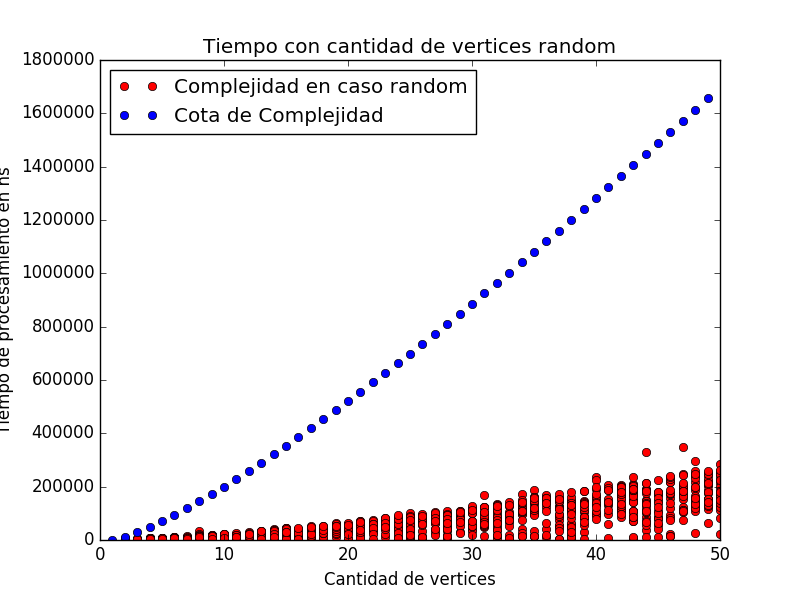 Tiempo con cantidad de vertices random
Complejidad en caso random
Cota de Complejidad
Tiempo de procesamiento en ns
1800000
1600000
1400000
1200000
1000000
800000
600000
400000
200000
0
0 10 20 30 40 50
Cantidad de vertices